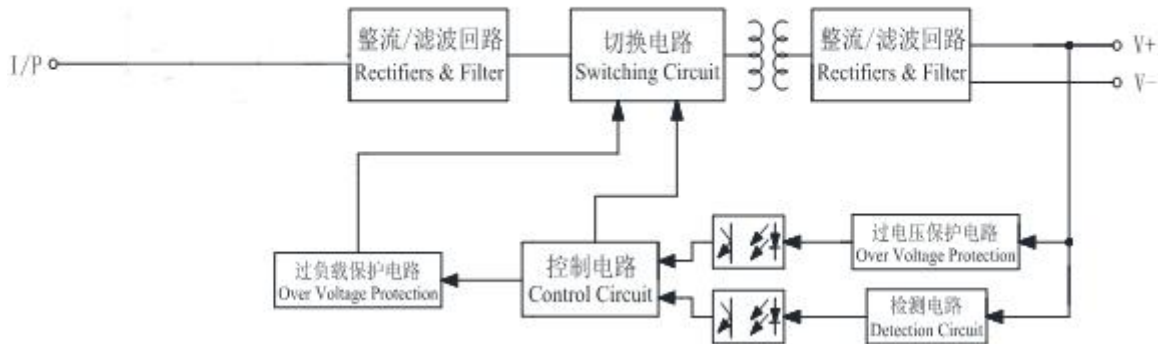 I/P
整流/滤波回路
Rectifiers & Filter
切换电路
Switching Circuit
整流/滤波回路
Rectifiers & Filter
V+
V-
过负载保护电路
Over Voltage Protection
控制电路
Control Circuit
过电压保护电路
Over Voltage Protection
检测电路
Detection Circuit